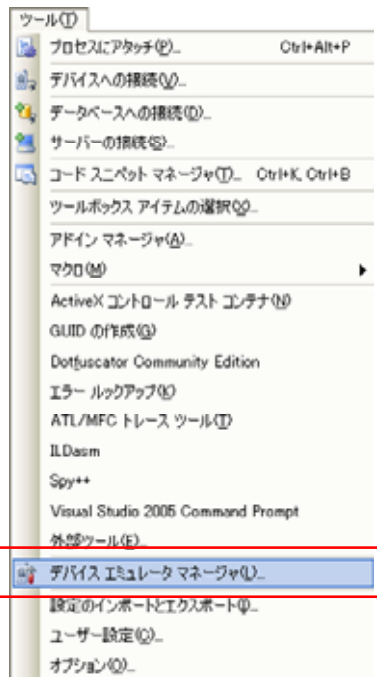 ツール(T)
プロセスにアタッチ(P)... Ctrl+Alt+P
デバイスへの接続(V)...
データベースへの接続(D)...
サーバーの接続(S)...
コード スニペット マネージャ(T)... Ctrl+K, Ctrl+B
ツールボックス アイテムの選択(X)...
アドイン マネージャ(A)...
マクロ(M)
ActiveX コントロール テスト コンテナ(N)
GUID の作成(G)
Dotfuscator Community Edition
エラー ルックアップ(K)
ATL/MFC トレース ツール(T)
ILDasm
Spy++
Visual Studio 2005 Command Prompt
外部ツール(E)...
デバイス エミュレータ マネージャ(L)...
設定のインポートとエクスポート(I)...
ユーザー設定(C)...
オプション(O)...